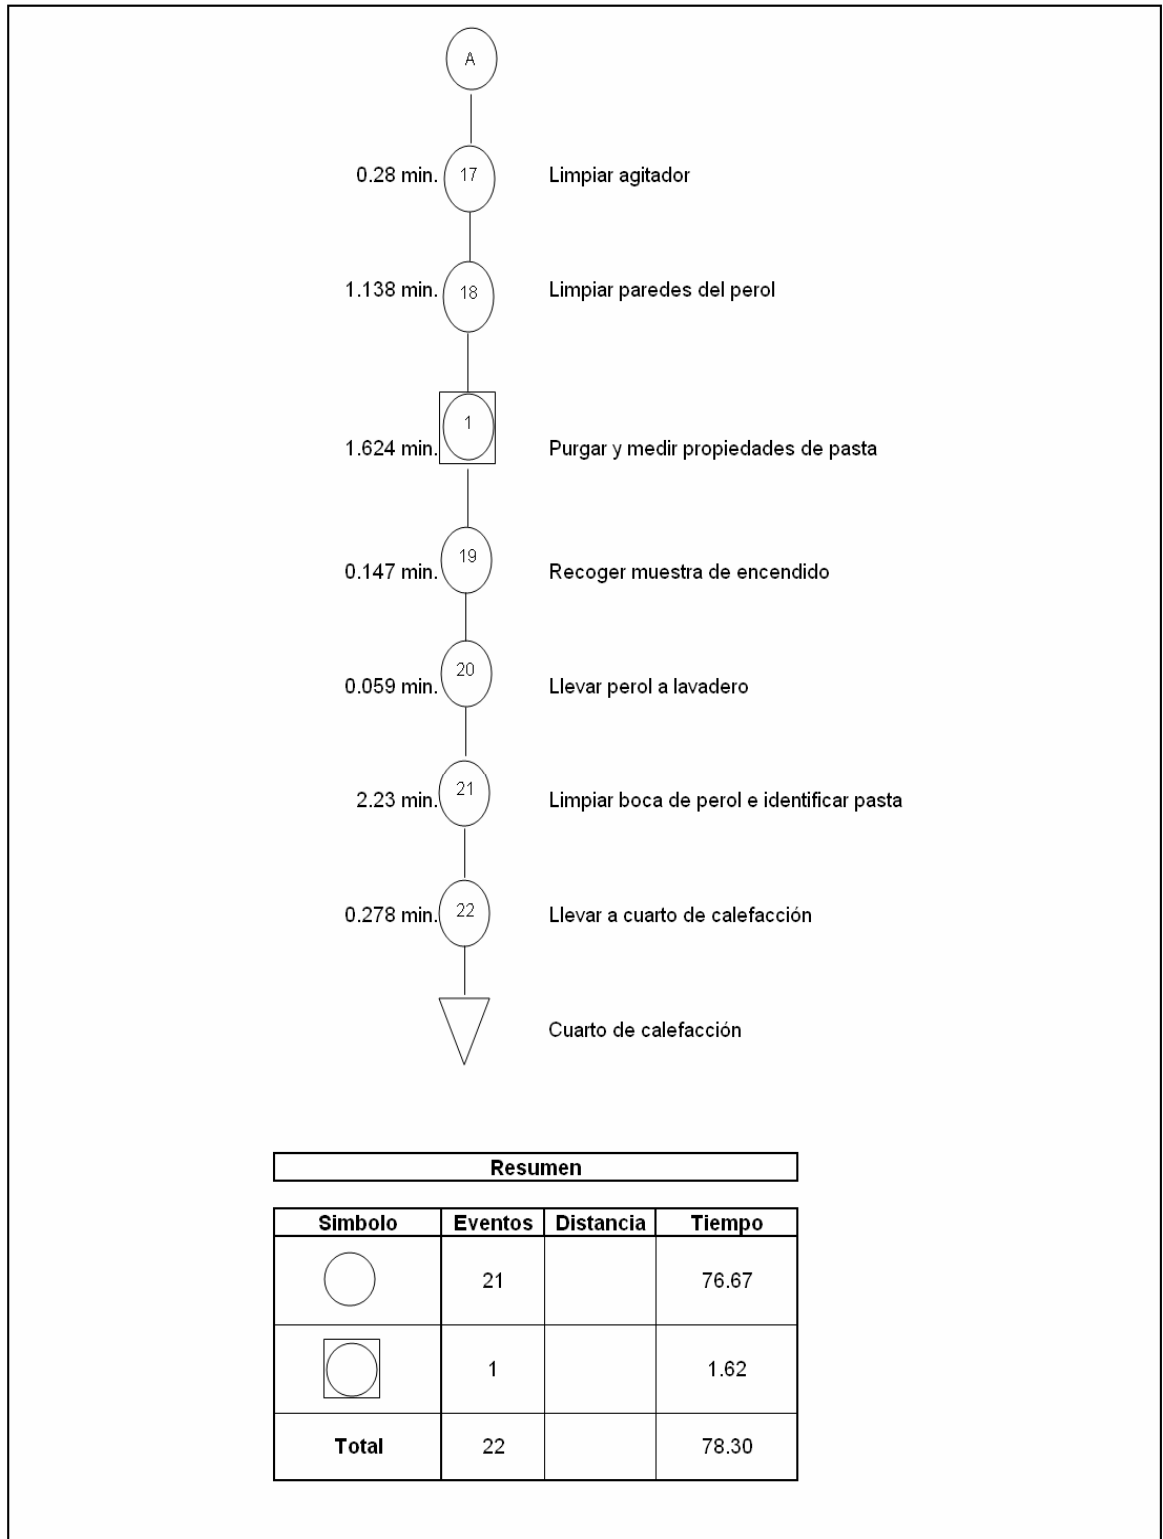 A
0.28 min. 17 Limpiar agitador
1.138 min. 18 Limpiar paredes del perol
1
1.624 min. Purgar y medir propiedades de pasta
19
0.147 min. Recoger muestra de encendido
20
0.059 min. Llevar perol a lavadero
21
2.23 min. Limpiar boca de perol e identificar pasta
0.278 min. 22 Llevar a cuarto de calefacción
Cuarto de calefacción
Resumen
Simbolo Eventos Distancia Tiempo
21 76.67
1 1.62
Total 22 78.30